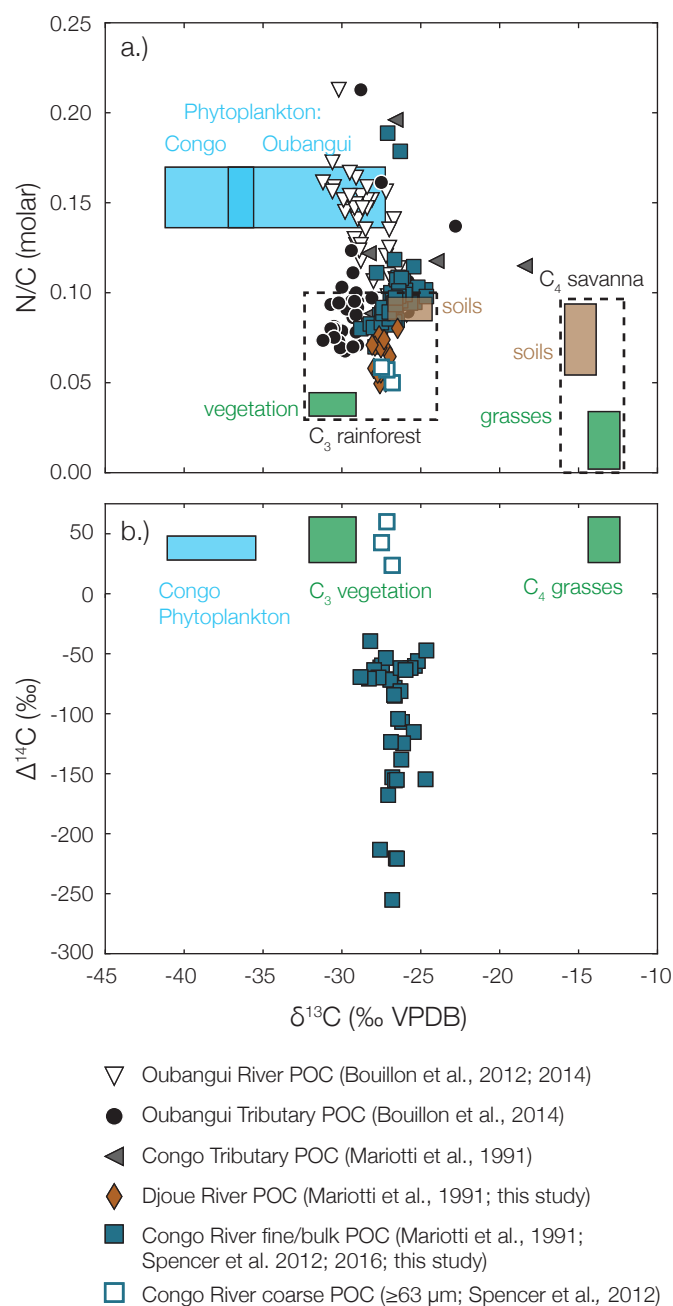 a.)
0.25
0.20
0.15
0.10
0.05
0.00
N/C (molar)
Phytoplankton:
Congo Oubangui
soils
C₄ savanna
soils
vegetation
grasses
C₃ rainforest
b.)
50
0
-50
-100
-150
-200
-250
-300
Δ¹⁴C (‰)
Congo
Phytoplankton
C₃ vegetation
C₄ grasses
-45 -40 -35 -30 -25 -20 -15 -10
δ¹³C (‰ VPDB)
Oubangui River POC (Bouillon et al., 2012; 2014)
Oubangui Tributary POC (Bouillon et al., 2014)
Congo Tributary POC (Mariotti et al., 1991)
Djoue River POC (Mariotti et al., 1991; this study)
Congo River fine/bulk POC (Mariotti et al., 1991;
Spencer et al. 2012; 2016; this study)
Congo River coarse POC (≥63 μm; Spencer et al., 2012)